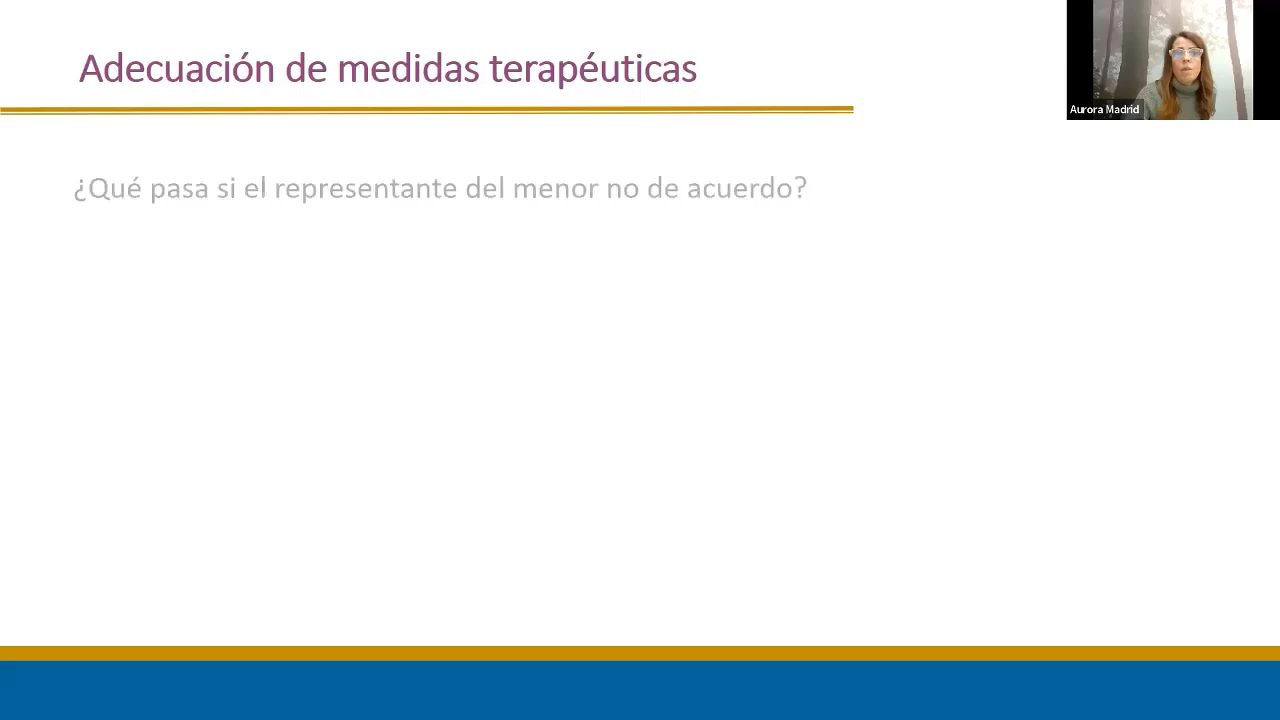 Adecuación de medidas terapéuticas
Aurora Madrid
¿Qué pasa si el representante del menor no de acuerdo?